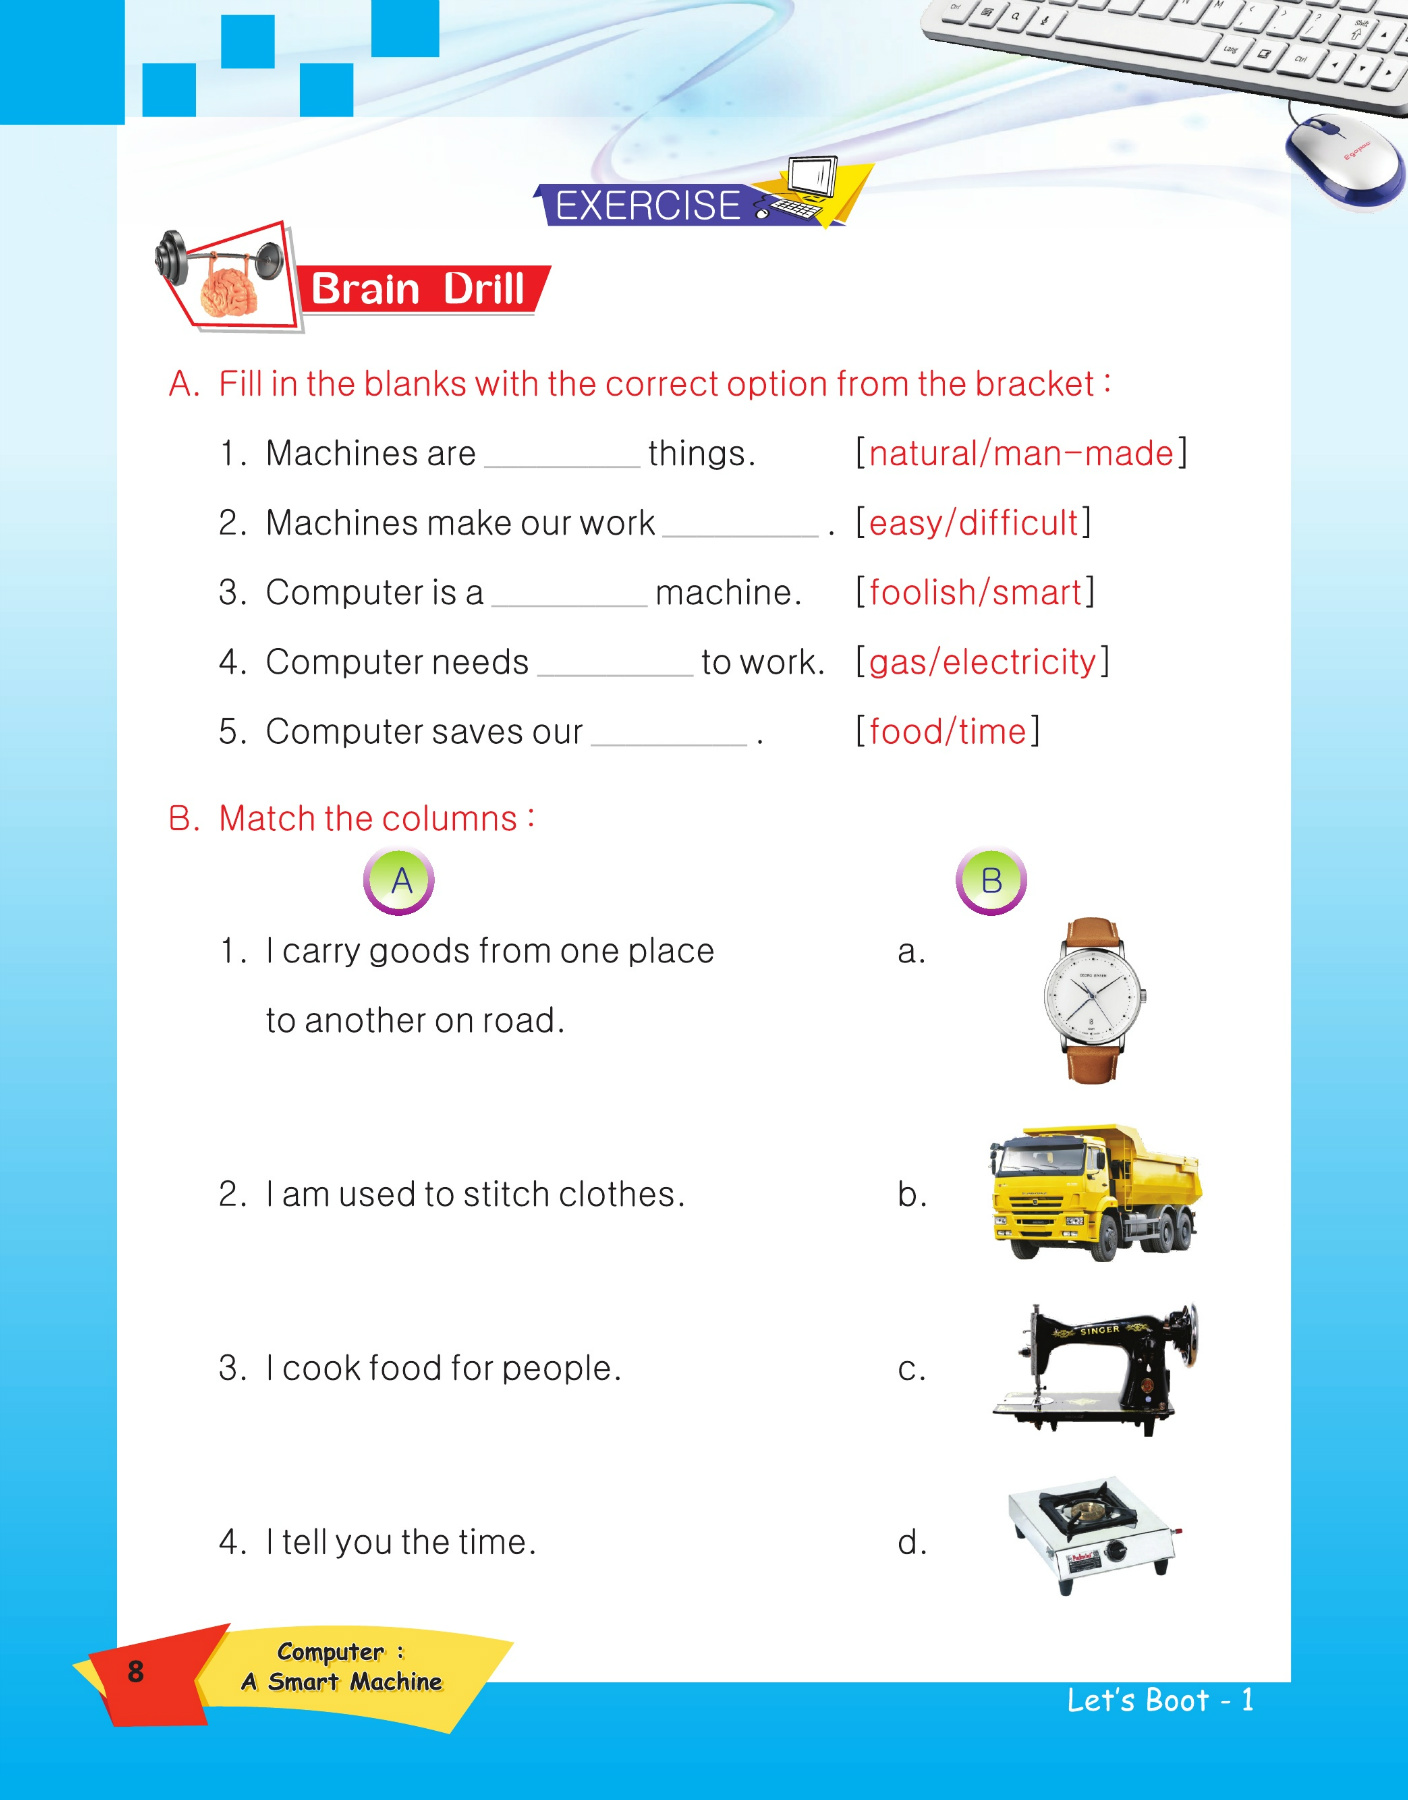 EXERCISE
Brain Drill
A. Fill in the blanks with the correct option from the bracket :
1. Machines are __________ things. [natural/man-made]
2. Machines make our work __________ . [easy/difficult]
3. Computer is a __________ machine. [foolish/smart]
4. Computer needs __________ to work. [gas/electricity]
5. Computer saves our __________ . [food/time]
B. Match the columns :
A B
1. I carry goods from one place a.
to another on road.
2. I am used to stitch clothes. b.
SINGER
3. I cook food for people. c.
4. I tell you the time. d.
Computer :
8 A Smart Machine
Let's Boot - 1